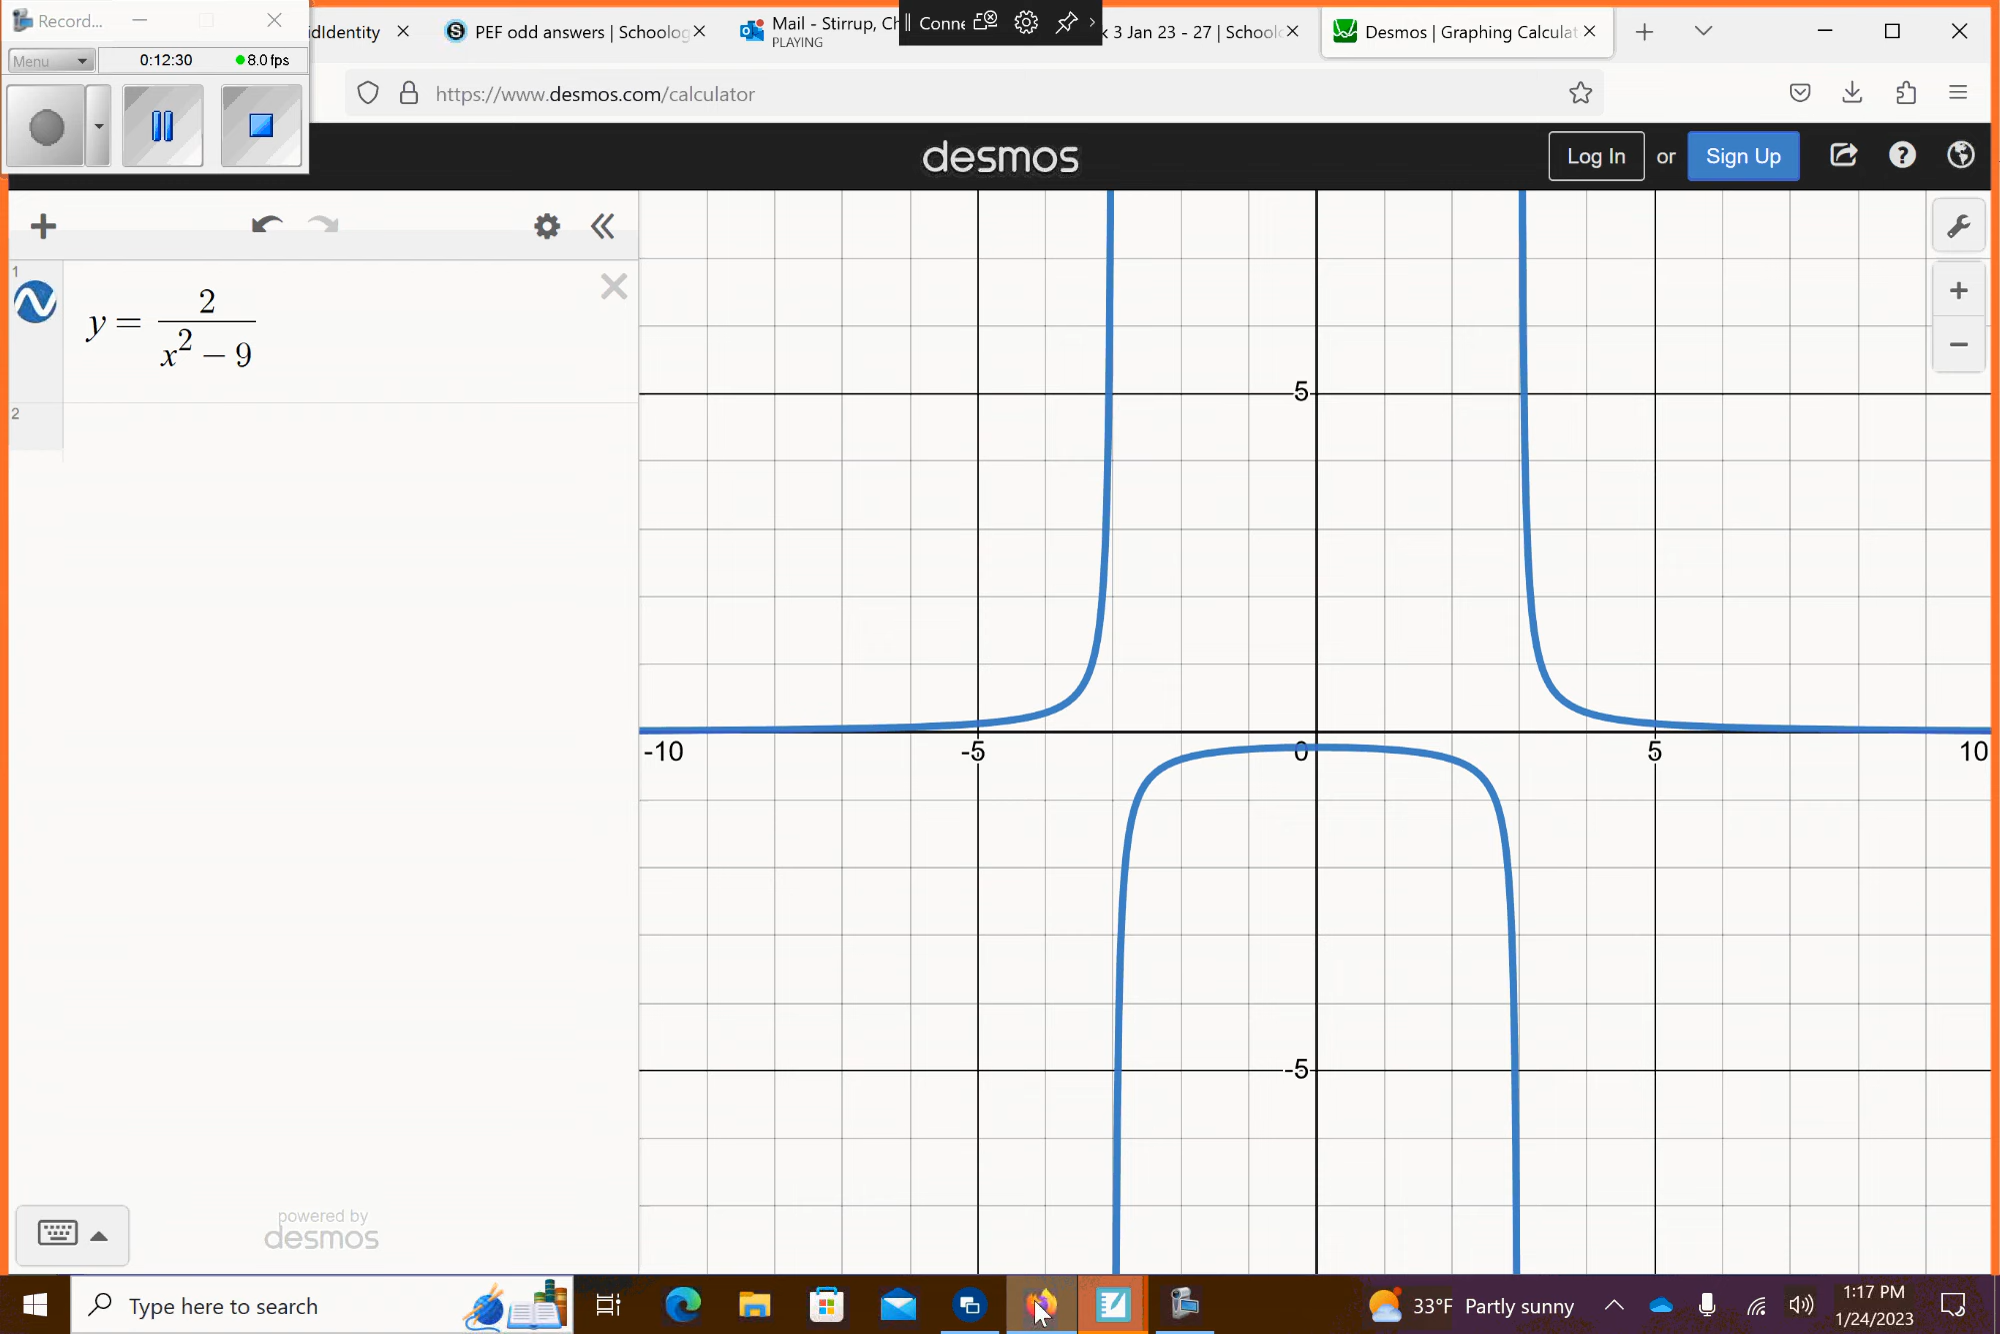 Record...
Menu
0:12:30
8.0 fps
idIdentity
PEF odd answers | Schoolog
Mail - Stirrup, Ch
PLAYING
Conne
k 3 Jan 23 - 27 | Schoolc
Desmos | Graphing Calculat
https://www.desmos.com/calculator
desmos
Log In
or
Sign Up
1
y = 2 / (x² − 9)
2
5
-10
-5
0
5
10
-5
powered by
desmos
Type here to search
33°F Partly sunny
1:17 PM
1/24/2023